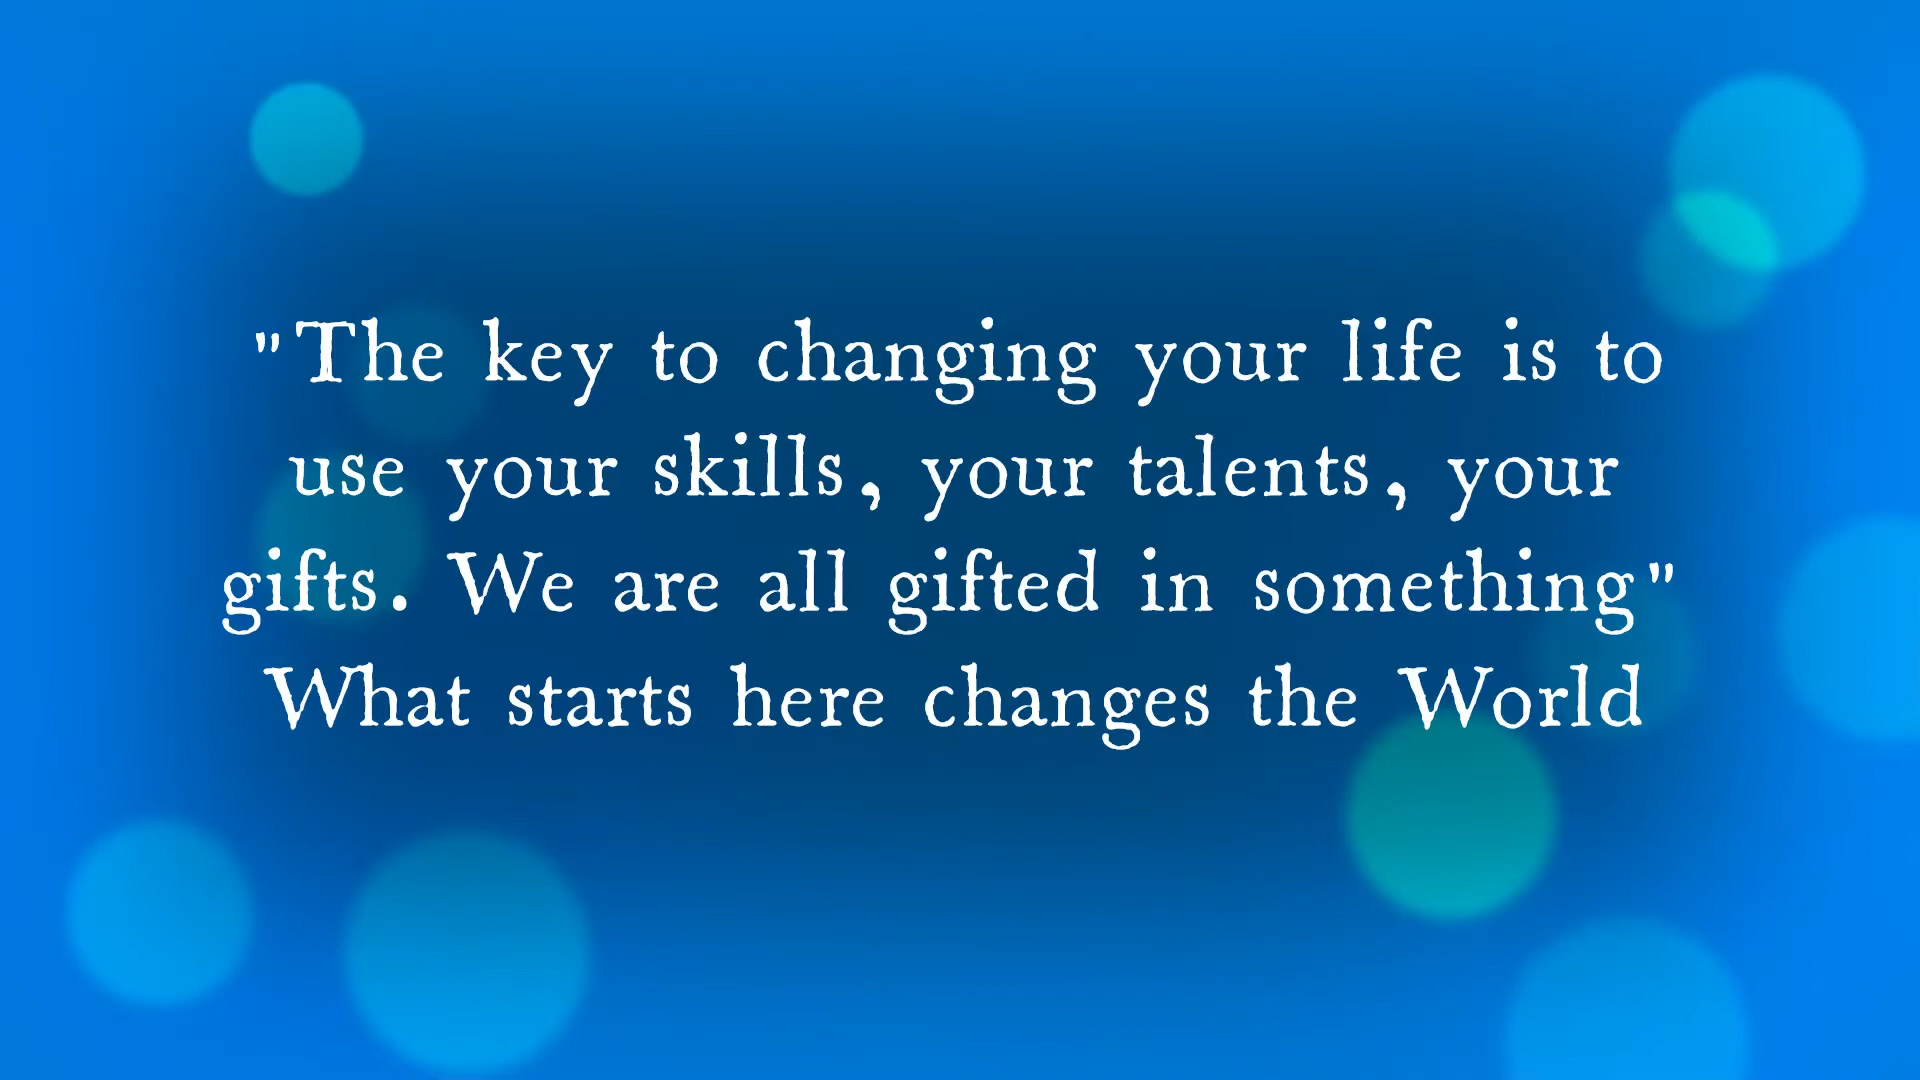 "The key to changing your life is to
use your skills, your talents, your
gifts. We are all gifted in something"
What starts here changes the World